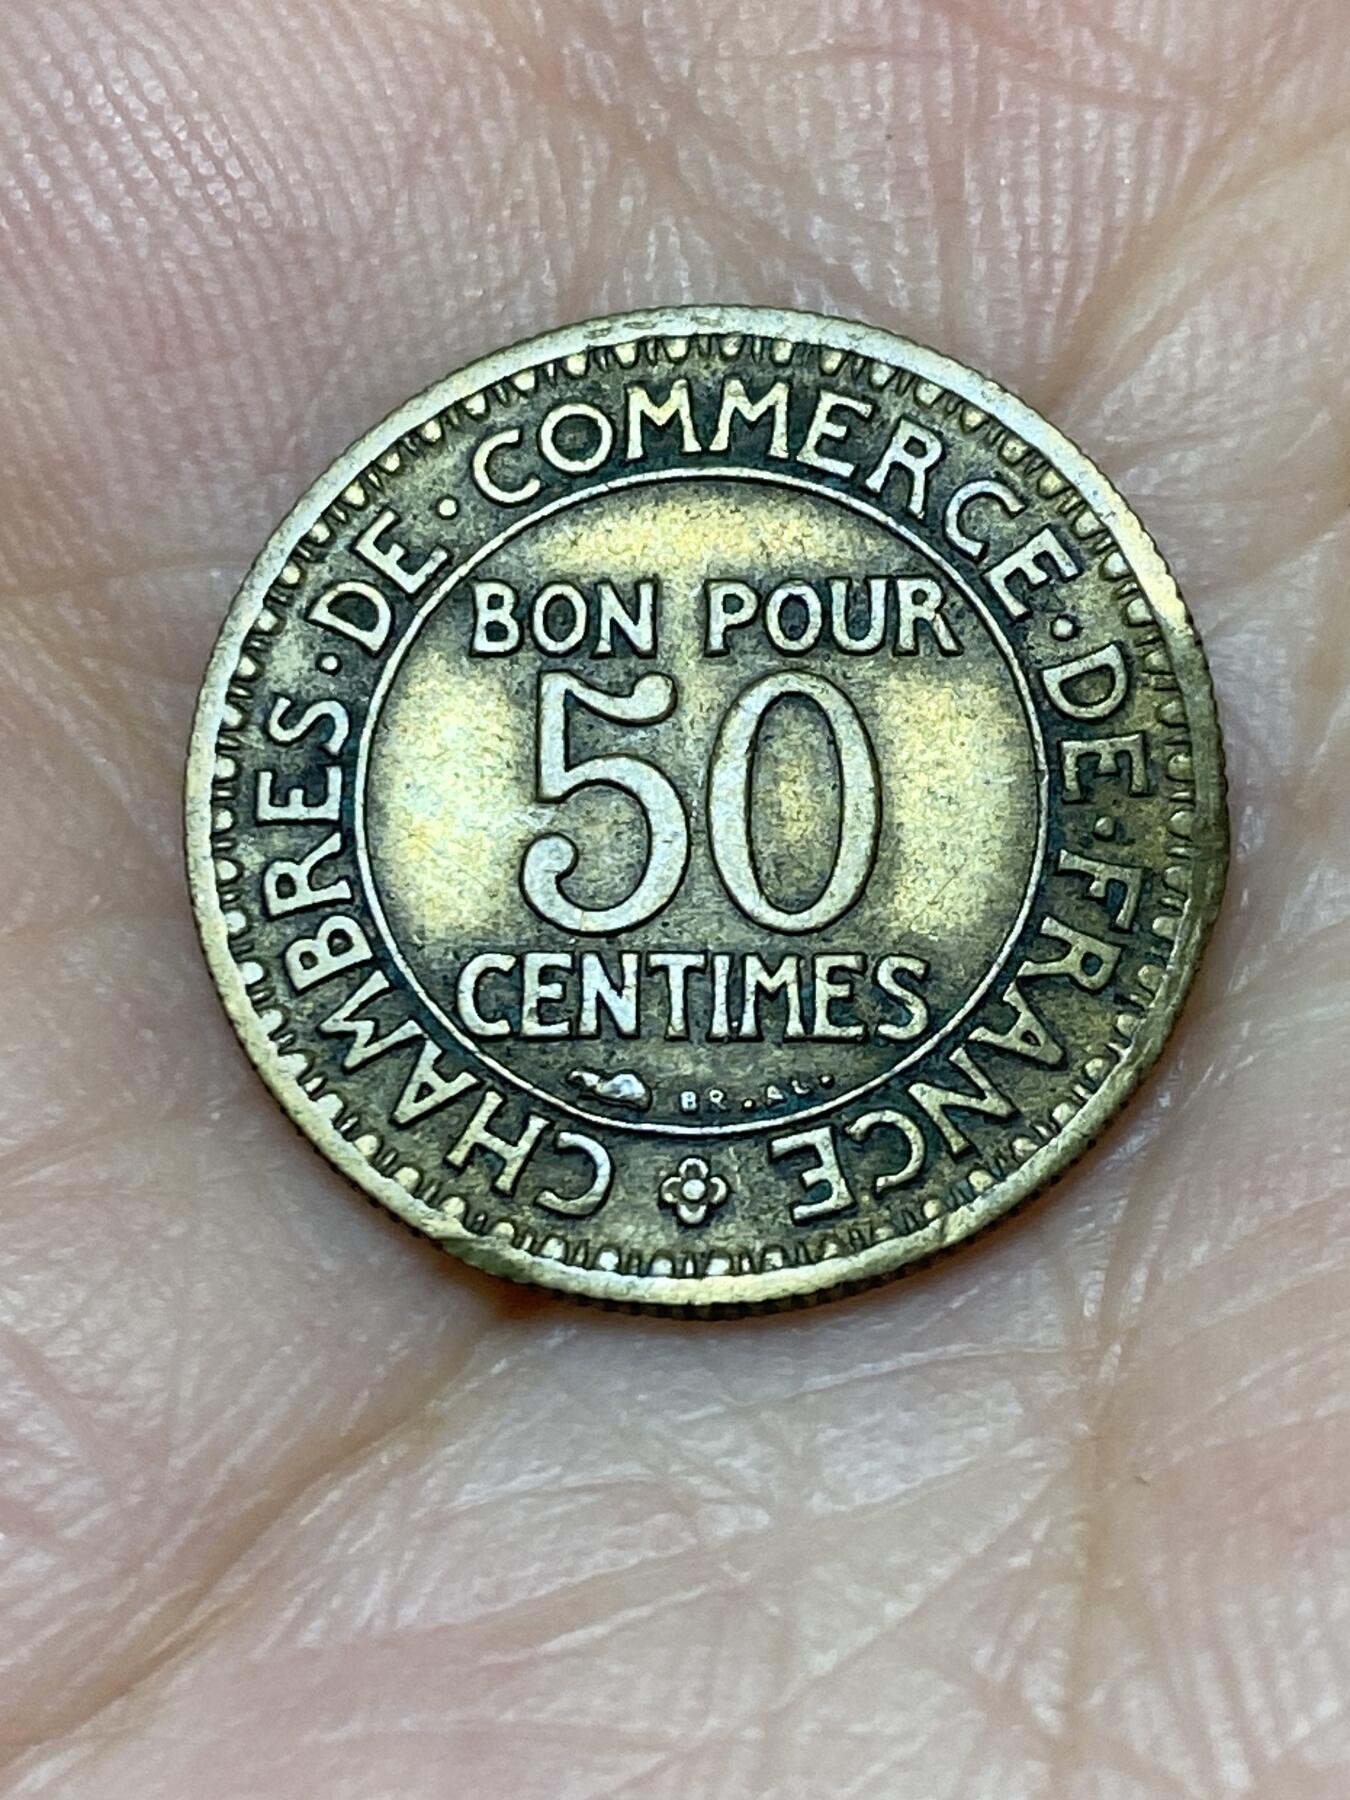 CHAMBRES · DE · COMMERCE · DE · FRANCE
BON POUR
50
CENTIMES
BR.AL.